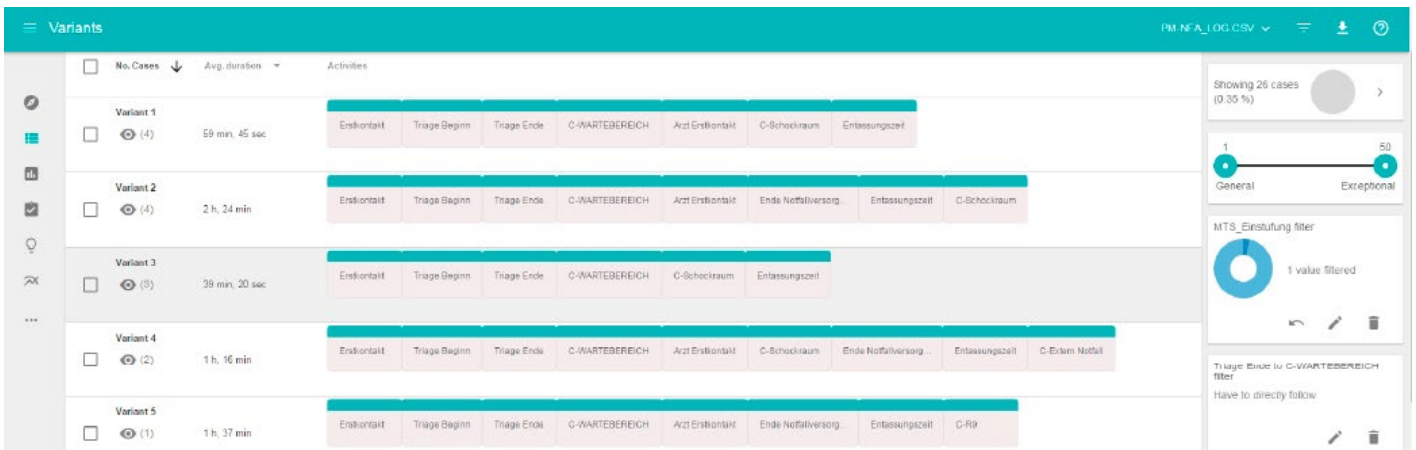 Variants
PM-NFA_LOG.CSV
No. Cases Avg. duration Activities
Variant 1
(4) 59 min, 45 sec
Erstkontakt Triage Beginn Triage Ende C-WARTEBEREICH Arzt Erstkontakt C-Schockraum Entassungszeit
Variant 2
(4) 2 h, 24 min
Erstkontakt Triage Beginn Triage Ende C-WARTEBEREICH Arzt Erstkontakt Ende Notfallversorg... Entassungszeit C-Schockraum
Variant 3
(3) 39 min, 20 sec
Erstkontakt Triage Beginn Triage Ende C-WARTEBEREICH C-Schockraum Entassungszeit
Variant 4
(2) 1 h, 16 min
Erstkontakt Triage Beginn Triage Ende C-WARTEBEREICH Arzt Erstkontakt C-Schockraum Ende Notfallversorg... Entassungszeit C-Extern Notfall
Variant 5
(1) 1 h, 37 min
Erstkontakt Triage Beginn Triage Ende C-WARTEBEREICH Arzt Erstkontakt Ende Notfallversorg... Entassungszeit C-R9
Showing 26 cases
(0.35 %)
1 50
General Exceptional
MTS_Einstufung filter
1 value filtered
Triage Ende to C-WARTEBEREICH
filter
Have to directly follow